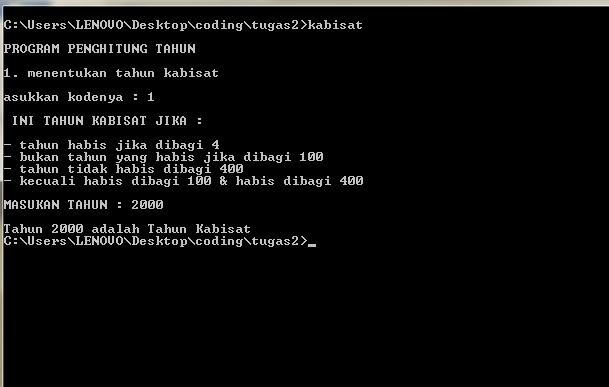 C:\Users\LENOVO\Desktop\coding\tugas2>kabisat
PROGRAM PENGHITUNG TAHUN
1. menentukan tahun kabisat
asukkan kodenya : 1
INI TAHUN KABISAT JIKA :
- tahun habis jika dibagi 4
- bukan tahun yang habis jika dibagi 100
- tahun tidak habis dibagi 400
- kecuali habis dibagi 100 & habis dibagi 400
MASUKAN TAHUN : 2000
Tahun 2000 adalah Tahun Kabisat
C:\Users\LENOVO\Desktop\coding\tugas2>_